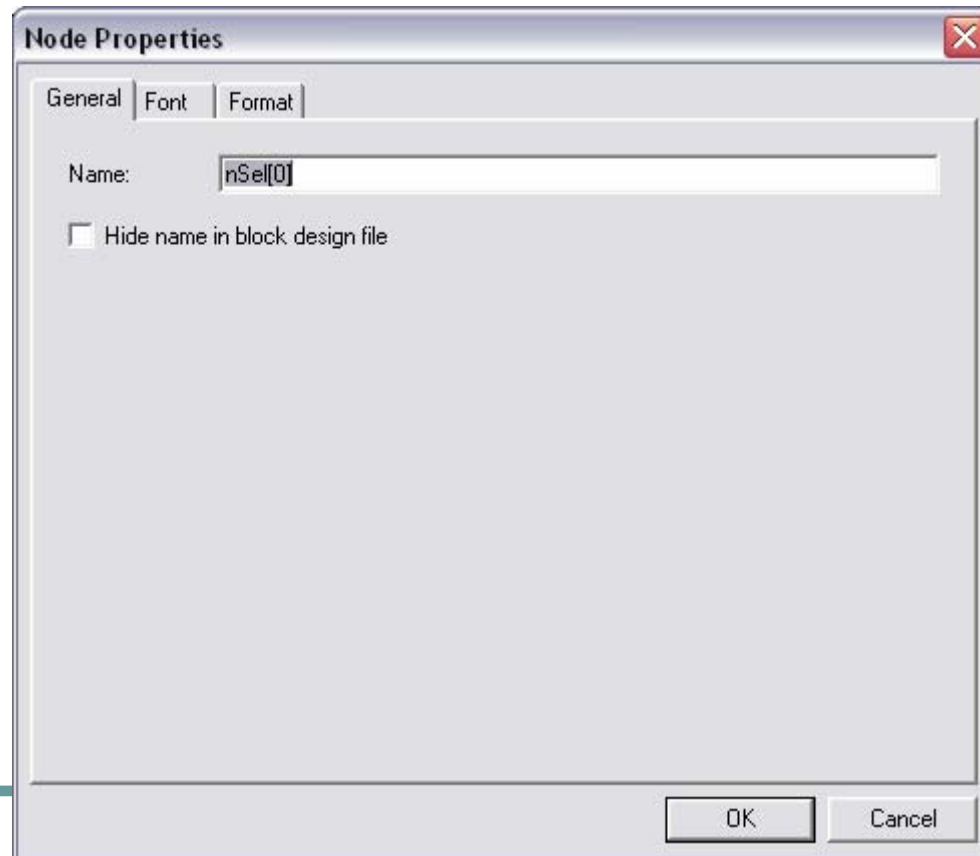 Node Properties
General Font Format
Name: nSel[0]
Hide name in block design file
OK Cancel